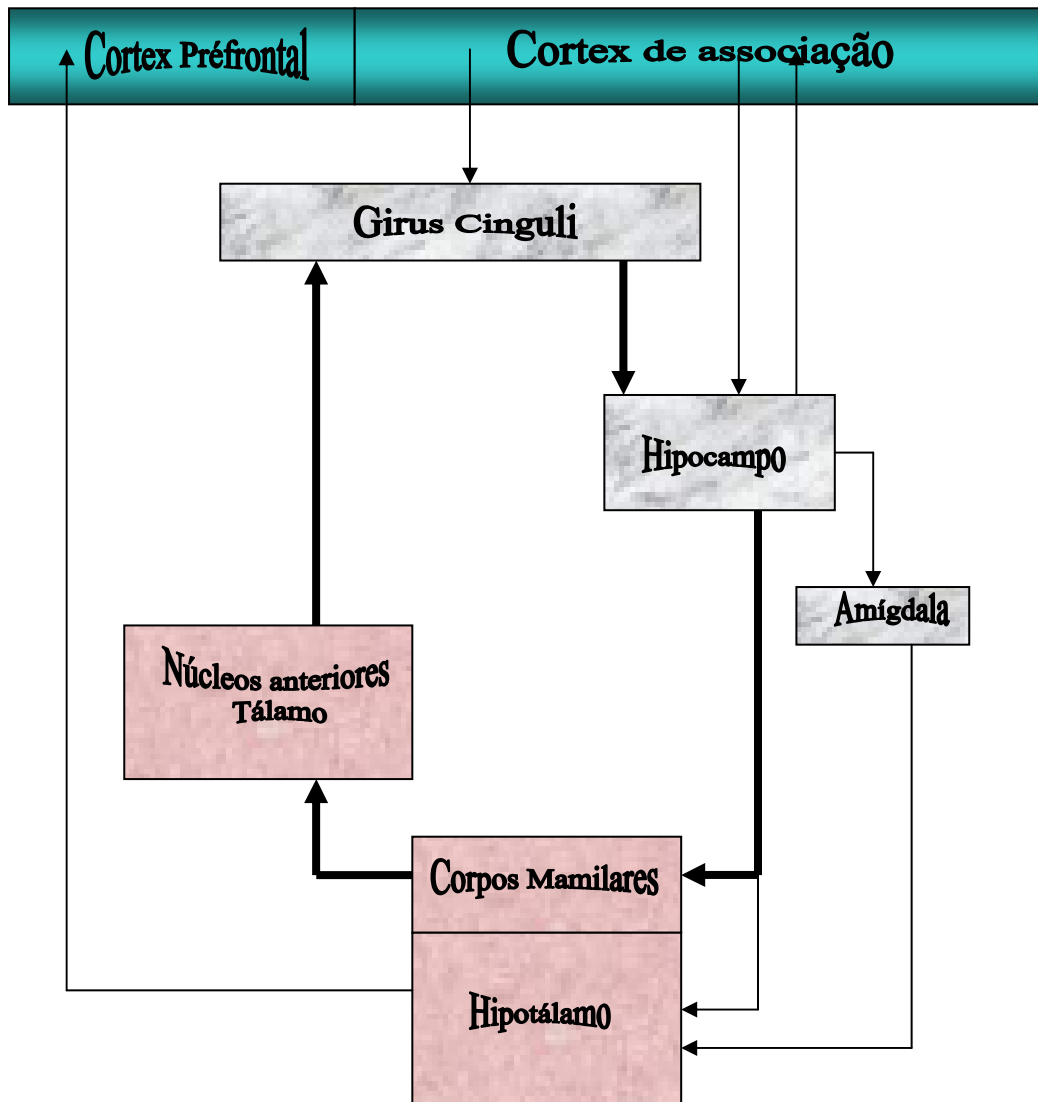 Cortex Préfrontal
Cortex de associação
Girus Cinguli
Hipocampo
Amígdala
Núcleos anteriores
Tálamo
Corpos Mamilares
Hipotálamo